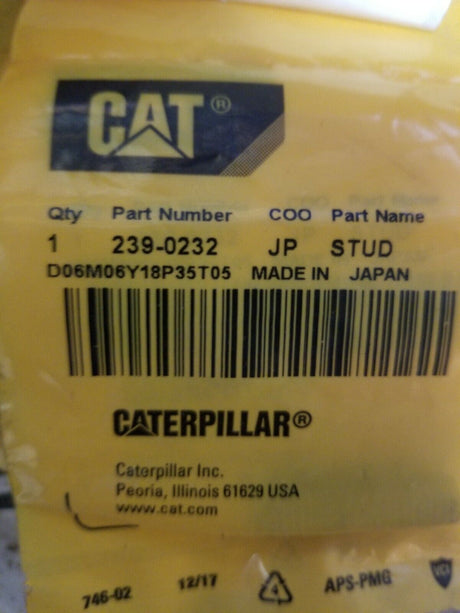 CAT®
Qty Part Number COO Part Name
1 239-0232 JP STUD
D06M06Y18P35T05 MADE IN JAPAN
CATERPILLAR®
Caterpillar Inc.
Peoria, Illinois 61629 USA
www.cat.com
746-02 12/17 4 APS-PMG VCI